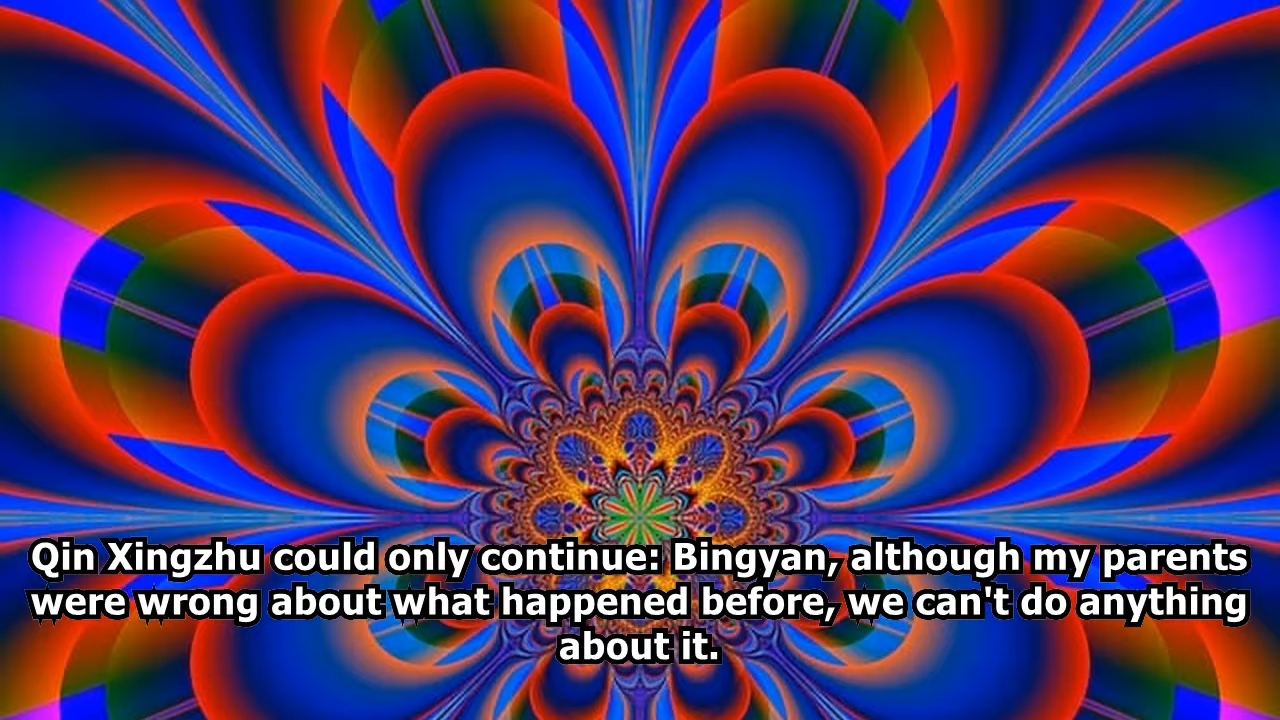 Qin Xingzhu could only continue: Bingyan, although my parents
were wrong about what happened before, we can't do anything
about it.